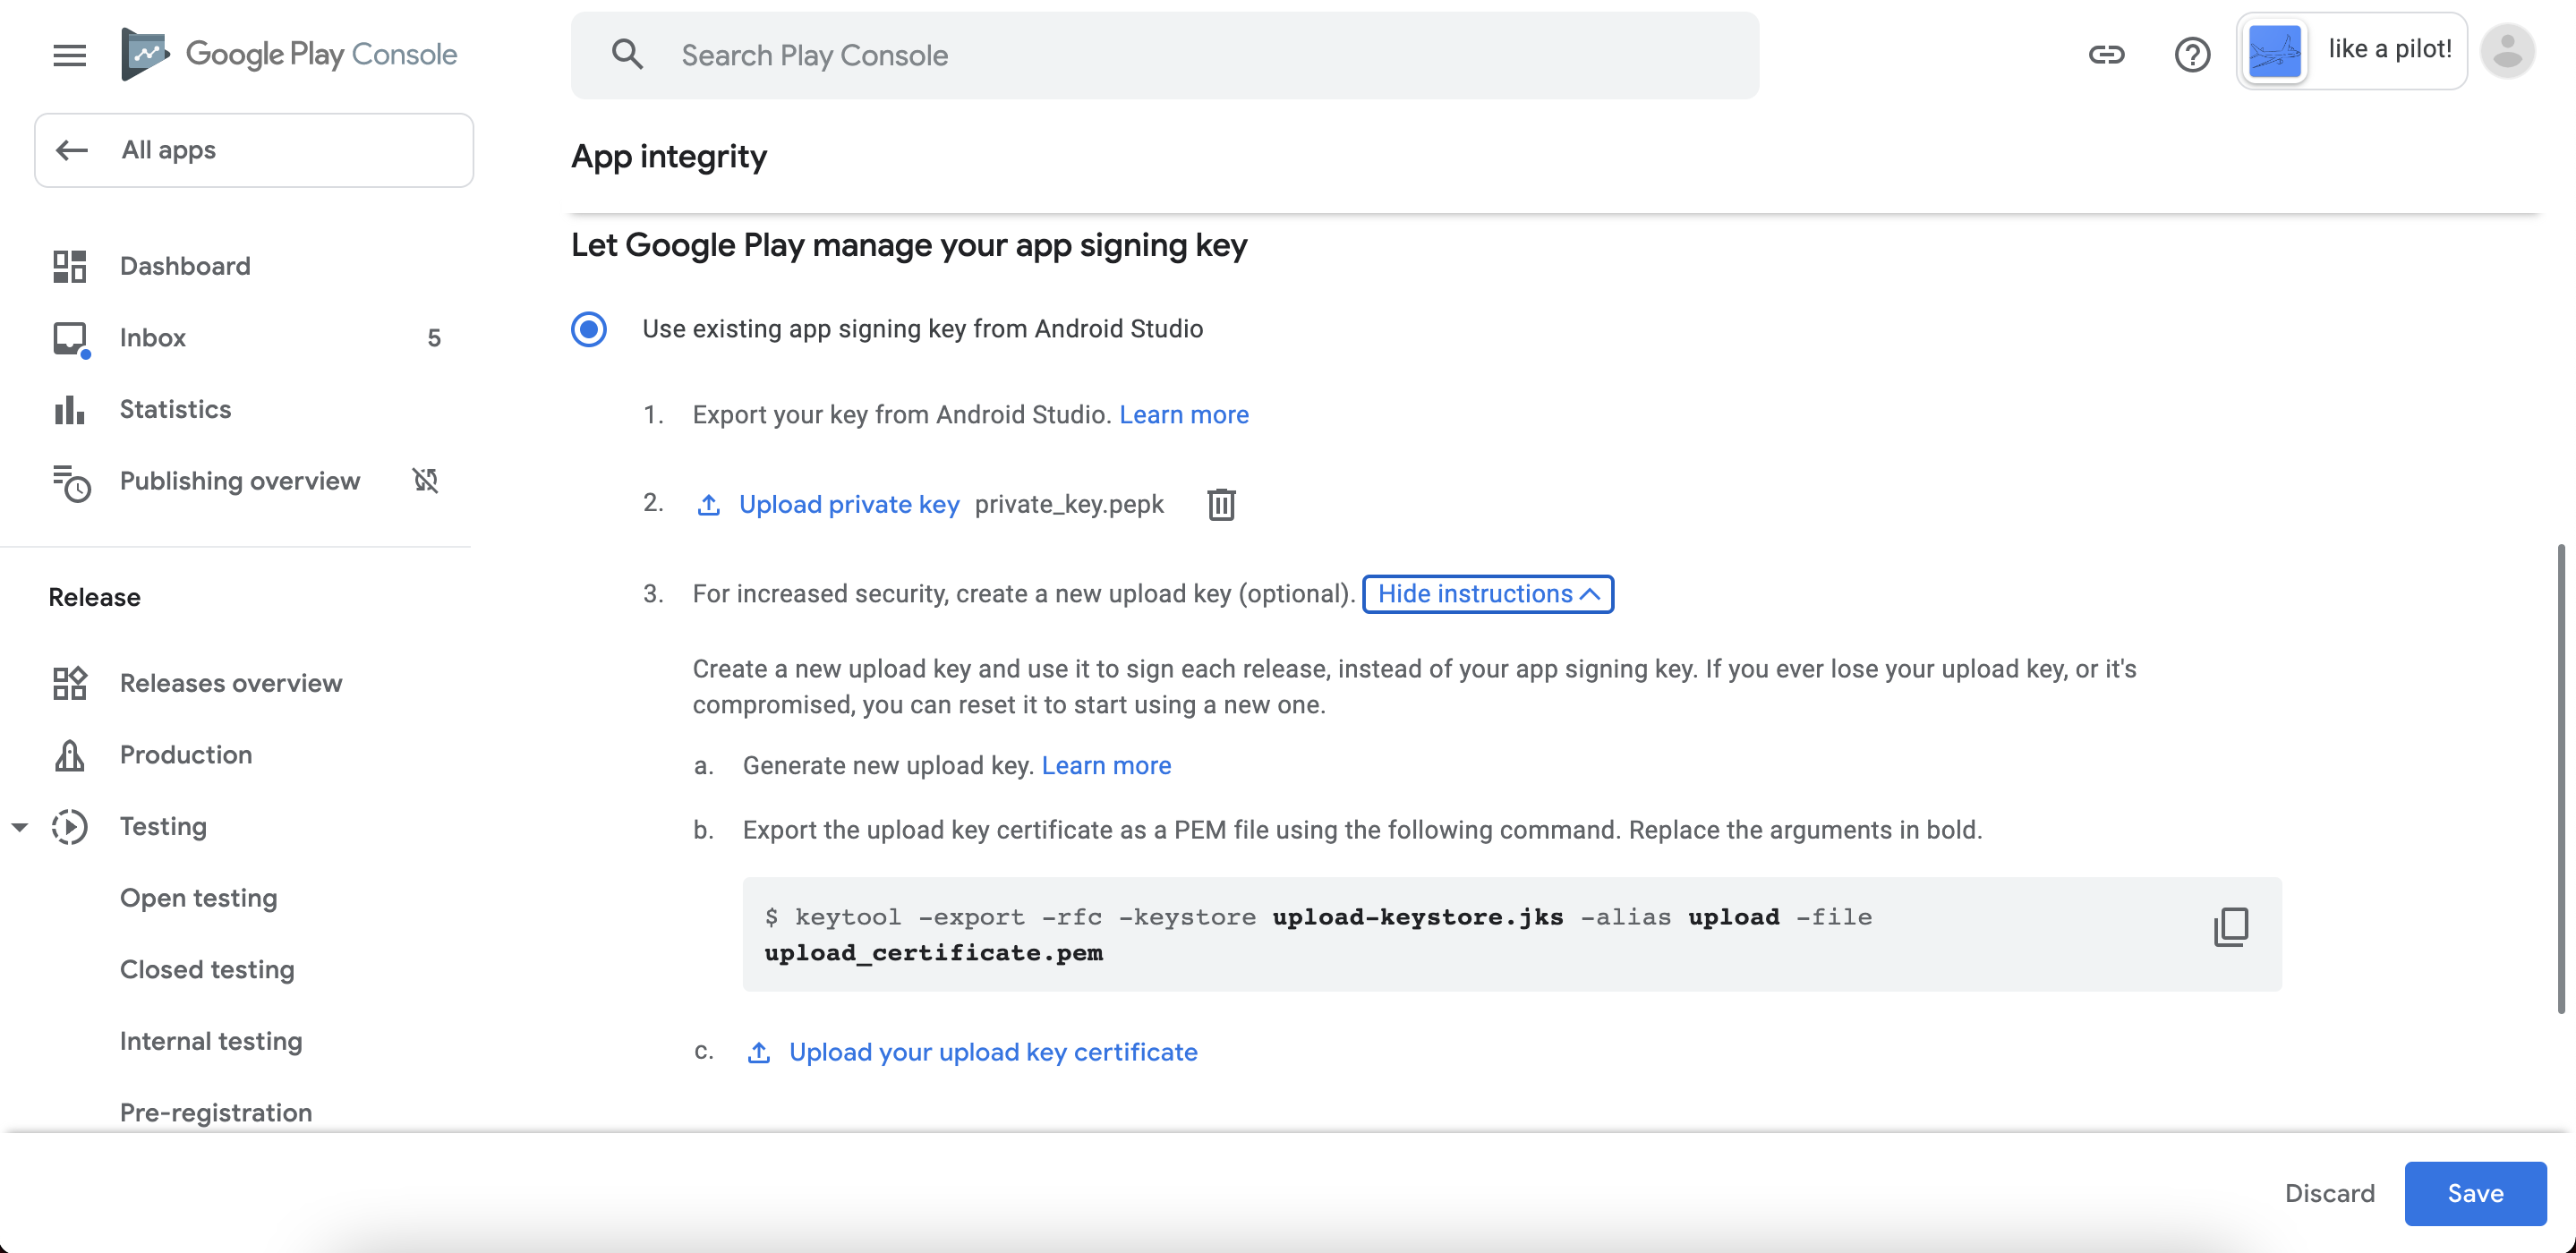 Google Play Console
Search Play Console
like a pilot!
All apps
App integrity
Dashboard
Inbox 5
Statistics
Publishing overview
Release
Releases overview
Production
Testing
Open testing
Closed testing
Internal testing
Pre-registration
Let Google Play manage your app signing key
Use existing app signing key from Android Studio
1. Export your key from Android Studio. Learn more
2. Upload private key private_key.pepk
3. For increased security, create a new upload key (optional). Hide instructions
Create a new upload key and use it to sign each release, instead of your app signing key. If you ever lose your upload key, or it's
compromised, you can reset it to start using a new one.
a. Generate new upload key. Learn more
b. Export the upload key certificate as a PEM file using the following command. Replace the arguments in bold.
$ keytool -export -rfc -keystore upload-keystore.jks -alias upload -file
upload_certificate.pem
c. Upload your upload key certificate
Discard
Save